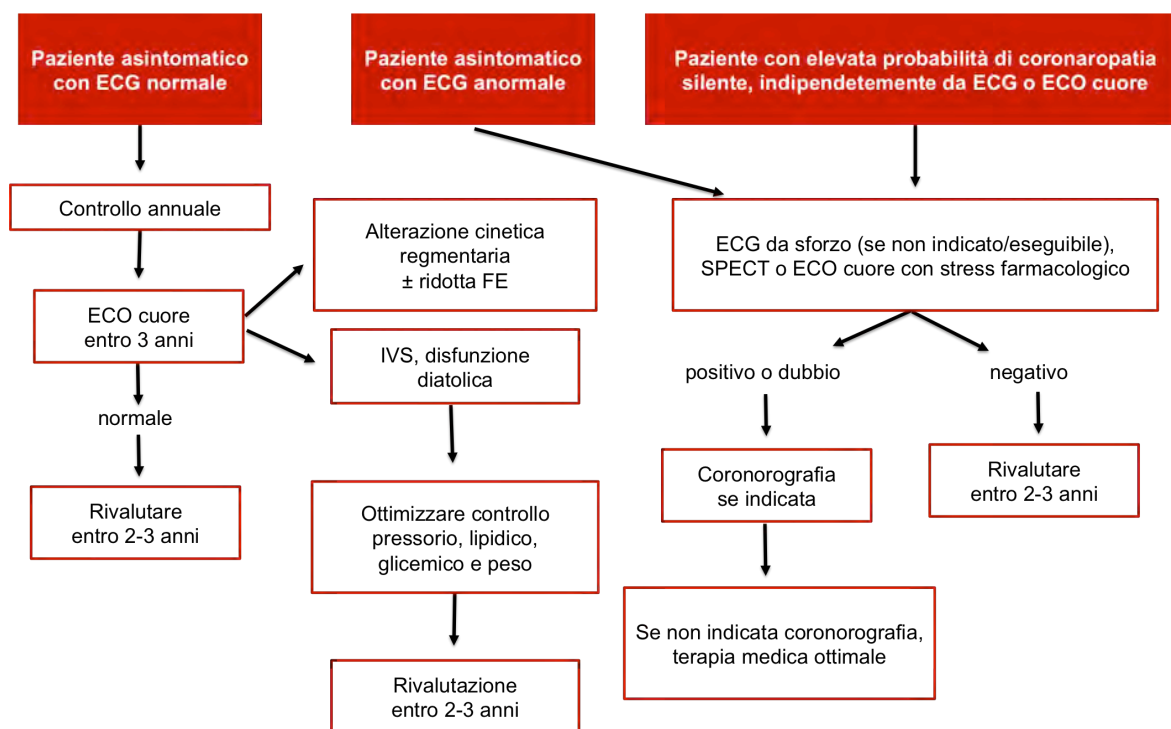 Paziente asintomatico
con ECG normale
Paziente asintomatico
con ECG anormale
Paziente con elevata probabilità di coronaropatia
silente, indipendetemente da ECG o ECO cuore
Controllo annuale
ECO cuore
entro 3 anni
normale
Rivalutare
entro 2-3 anni
Alterazione cinetica
regmentaria
± ridotta FE
IVS, disfunzione
diatolica
Ottimizzare controllo
pressorio, lipidico,
glicemico e peso
Rivalutazione
entro 2-3 anni
ECG da sforzo (se non indicato/eseguibile),
SPECT o ECO cuore con stress farmacologico
positivo o dubbio
negativo
Coronorografia
se indicata
Rivalutare
entro 2-3 anni
Se non indicata coronorografia,
terapia medica ottimale